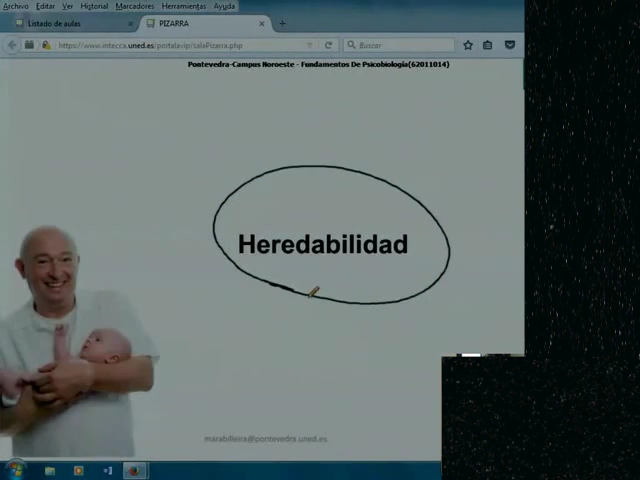 Archivo Editar Ver Historial Marcadores Herramientas Ayuda
Listado de aulas × PIZARRA × +
https://www.intecca.uned.es/portalavip/salaPizarra.php
Buscar
Pontevedra-Campus Noroeste - Fundamentos De Psicobiología(62011014)
Heredabilidad
marabilleira@pontevedra.uned.es